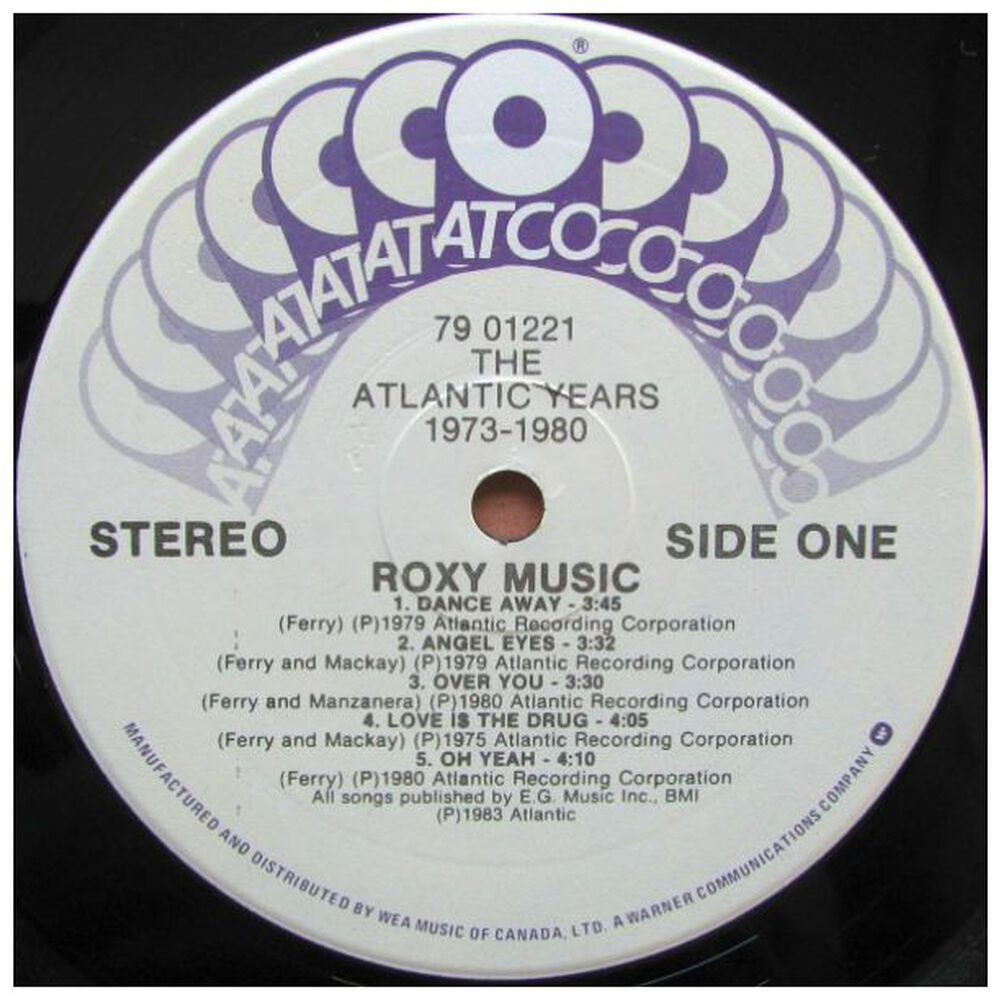 ®
ATATATATATATCOCOCOCOCOCO
79 01221
THE
ATLANTIC YEARS
1973-1980
STEREO
SIDE ONE
ROXY MUSIC
1. DANCE AWAY - 3:45
(Ferry) (P)1979 Atlantic Recording Corporation
2. ANGEL EYES - 3:32
(Ferry and Mackay) (P)1979 Atlantic Recording Corporation
3. OVER YOU - 3:30
(Ferry and Manzanera) (P)1980 Atlantic Recording Corporation
4. LOVE IS THE DRUG - 4:05
(Ferry and Mackay) (P)1975 Atlantic Recording Corporation
5. OH YEAH - 4:10
(Ferry) (P)1980 Atlantic Recording Corporation
All songs published by E.G. Music Inc., BMI
(P)1983 Atlantic
MANUFACTURED AND DISTRIBUTED BY WEA MUSIC OF CANADA, LTD. A WARNER COMMUNICATIONS COMPANY